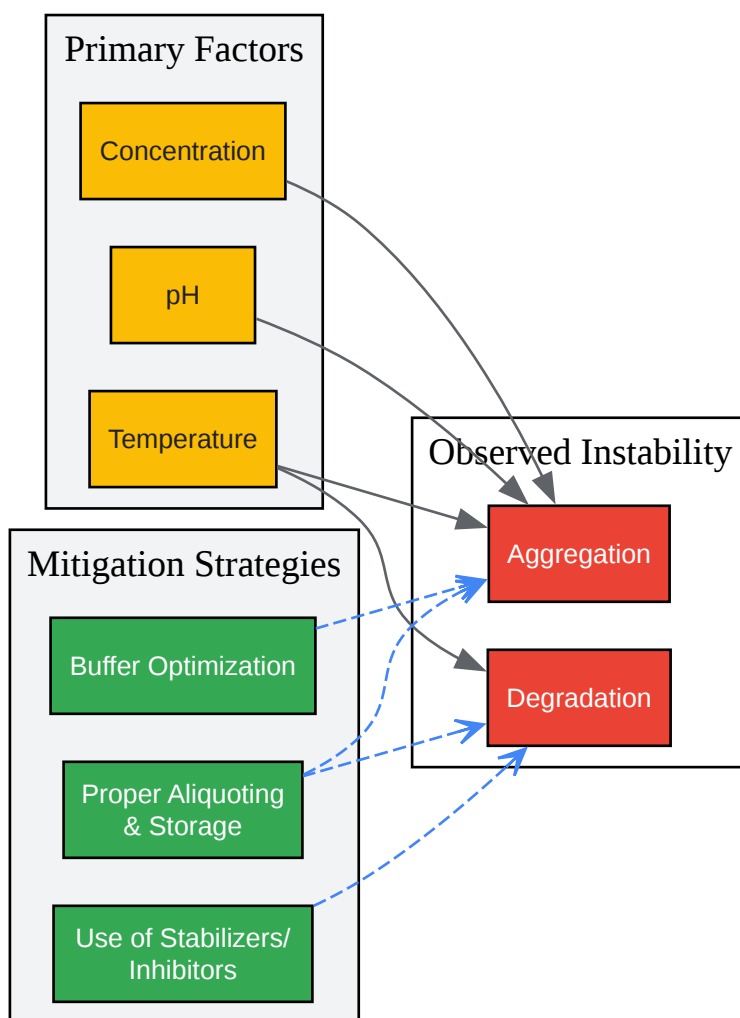 Primary Factors
Concentration
pH
Temperature
Observed Instability
Aggregation
Degradation
Mitigation Strategies
Buffer Optimization
Proper Aliquoting
& Storage
Use of Stabilizers/
Inhibitors